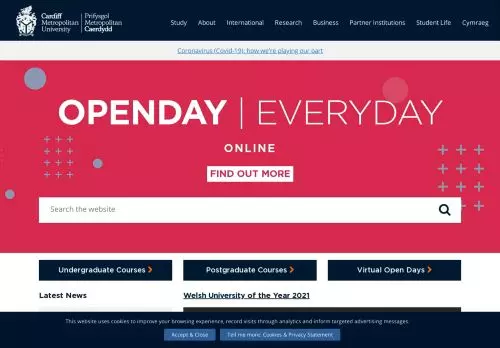 Cardiff Metropolitan University
Prifysgol Metropolitan Caerdydd
Study About International Research Business Partner Institutions Student Life Cymraeg
Coronavirus (Covid-19): how we're playing our part
OPENDAY | EVERYDAY
ONLINE
FIND OUT MORE
Search the website
Undergraduate Courses Postgraduate Courses Virtual Open Days
Latest News Welsh University of the Year 2021
This website uses cookies to improve your browsing experience, record visits through analytics and inform targeted advertising messages.
Accept & Close Tell me more: Cookies & Privacy Statement